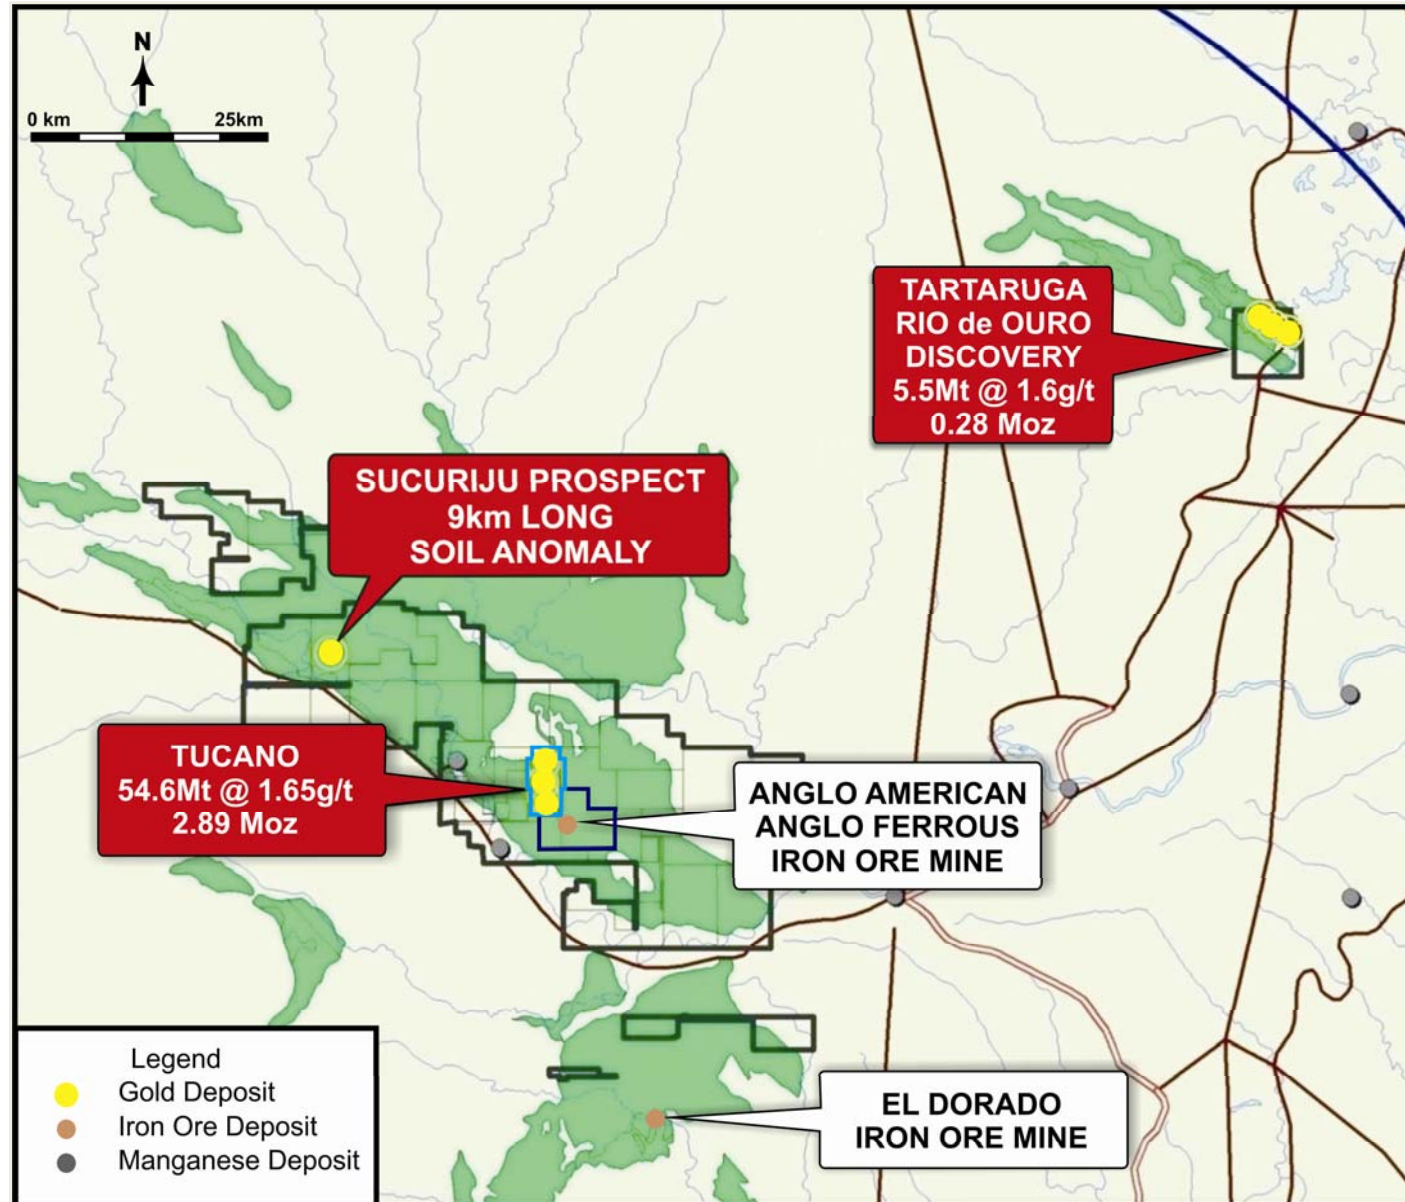 N
0 km 25km
TARTARUGA
RIO de OURO
DISCOVERY
5.5Mt @ 1.6g/t
0.28 Moz
SUCURIJU PROSPECT
9km LONG
SOIL ANOMALY
TUCANO
54.6Mt @ 1.65g/t
2.89 Moz
ANGLO AMERICAN
ANGLO FERROUS
IRON ORE MINE
EL DORADO
IRON ORE MINE
Legend
Gold Deposit
Iron Ore Deposit
Manganese Deposit